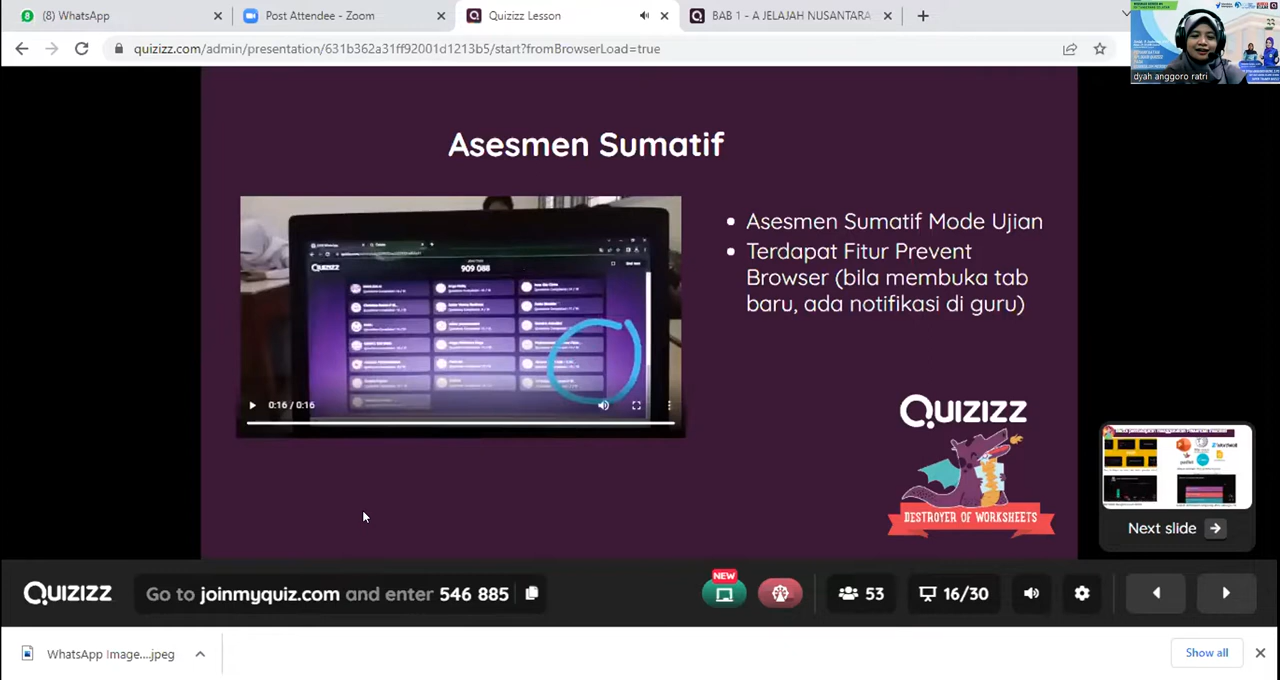 (8) WhatsApp
Post Attendee - Zoom
Quizizz Lesson
BAB 1 - A JELAJAH NUSANTARA
quizizz.com/admin/presentation/631b362a31ff92001d1213b5/start?fromBrowserLoad=true
dyah anggoro ratri
Asesmen Sumatif
909 088
0:16 / 0:16
Asesmen Sumatif Mode Ujian
Terdapat Fitur Prevent
Browser (bila membuka tab
baru, ada notifikasi di guru)
QUIZIZZ
DESTROYER OF WORKSHEETS
Next slide
QUIZIZZ
Go to joinmyquiz.com and enter 546 885
NEW
53
16/30
WhatsApp Image....jpeg
Show all